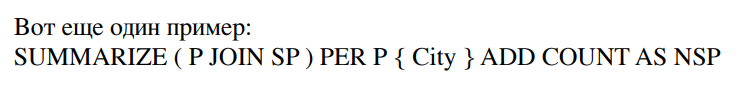 Вот еще один пример:
SUMMARIZE ( P JOIN SP ) PER P { City } ADD COUNT AS NSP